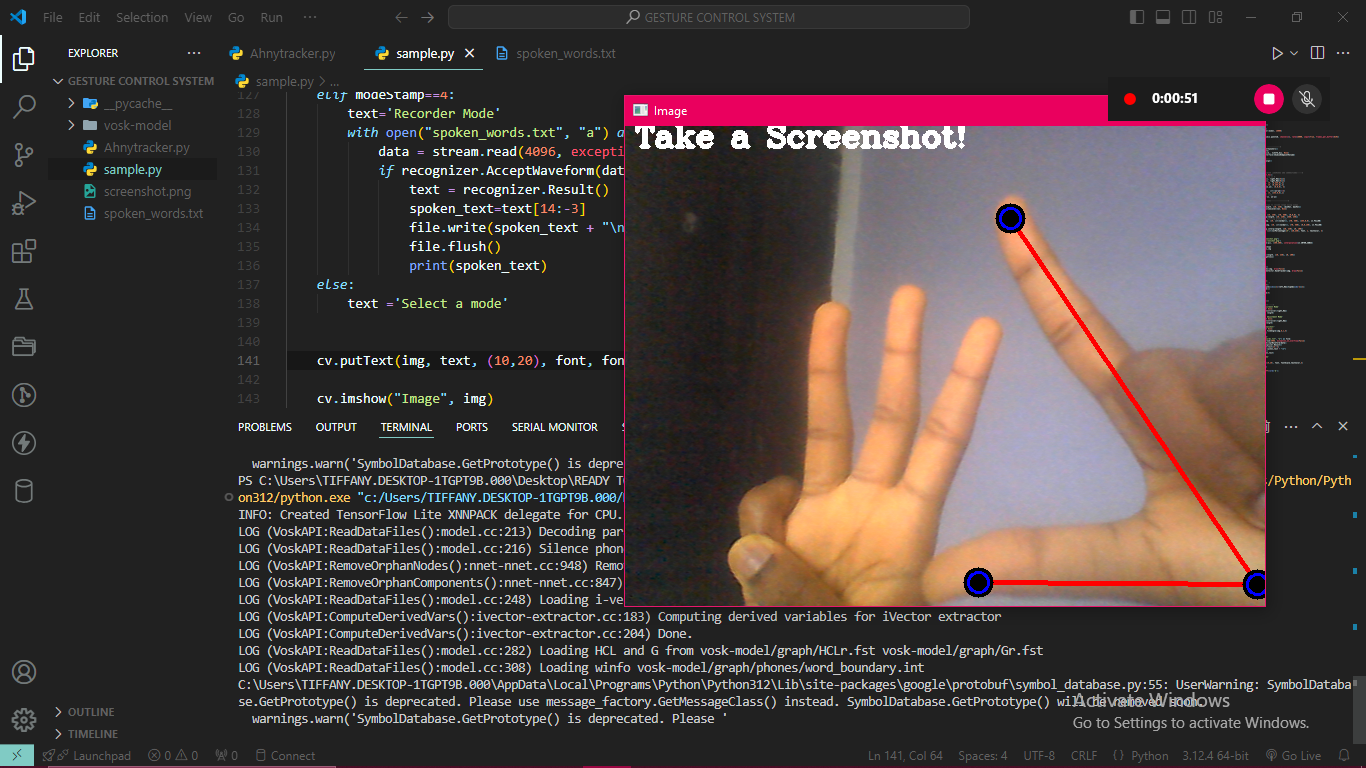 File Edit Selection View Go Run ··· GESTURE CONTROL SYSTEM
EXPLORER ···
GESTURE CONTROL SYSTEM
__pycache__
vosk-model
Ahnytracker.py
sample.py
screenshot.png
spoken_words.txt
OUTLINE
TIMELINE
Ahnytracker.py sample.py spoken_words.txt
sample.py > ...
127 elif modeStamp==4:
128 text='Recorder Mode'
129 with open("spoken_words.txt", "a") a
130 data = stream.read(4096, excepti
131 if recognizer.AcceptWaveform(dat
132 text = recognizer.Result()
133 spoken_text=text[14:-3]
134 file.write(spoken_text + "\n
135 file.flush()
136 print(spoken_text)
137 else:
138 text ='Select a mode'
139
140
141 cv.putText(img, text, (10,20), font, fon
142
143 cv.imshow("Image", img)
0:00:51
Image
Take a Screenshot!
PROBLEMS OUTPUT TERMINAL PORTS SERIAL MONITOR
warnings.warn('SymbolDatabase.GetPrototype() is depre
PS C:\Users\TIFFANY.DESKTOP-1TGPT9B.000\Desktop\READY TO
s/Python/Pyth
on312/python.exe "c:/Users/TIFFANY.DESKTOP-1TGPT9B.000/
INFO: Created TensorFlow Lite XNNPACK delegate for CPU.
LOG (VoskAPI:ReadDataFiles():model.cc:213) Decoding par
LOG (VoskAPI:ReadDataFiles():model.cc:216) Silence phon
LOG (VoskAPI:RemoveOrphanNodes():nnet-nnet.cc:948) Remo
LOG (VoskAPI:RemoveOrphanComponents():nnet-nnet.cc:847)
LOG (VoskAPI:ReadDataFiles():model.cc:248) Loading i-ve
LOG (VoskAPI:ComputeDerivedVars():ivector-extractor.cc:183) Computing derived variables for iVector extractor
LOG (VoskAPI:ComputeDerivedVars():ivector-extractor.cc:204) Done.
LOG (VoskAPI:ReadDataFiles():model.cc:282) Loading HCL and G from vosk-model/graph/HCLr.fst vosk-model/graph/Gr.fst
LOG (VoskAPI:ReadDataFiles():model.cc:308) Loading winfo vosk-model/graph/phones/word_boundary.int
C:\Users\TIFFANY.DESKTOP-1TGPT9B.000\AppData\Local\Programs\Python\Python312\Lib\site-packages\google\protobuf\symbol_database.py:55: UserWarning: SymbolDataba
se.GetPrototype() is deprecated. Please use message_factory.GetMessageClass() instead. SymbolDatabase.GetPrototype() will be removed soon.
warnings.warn('SymbolDatabase.GetPrototype() is deprecated. Please '
Activate Windows
Go to Settings to activate Windows.
Launchpad 0 0 0 Connect Ln 141, Col 64 Spaces: 4 UTF-8 CRLF Python 3.12.4 64-bit Go Live